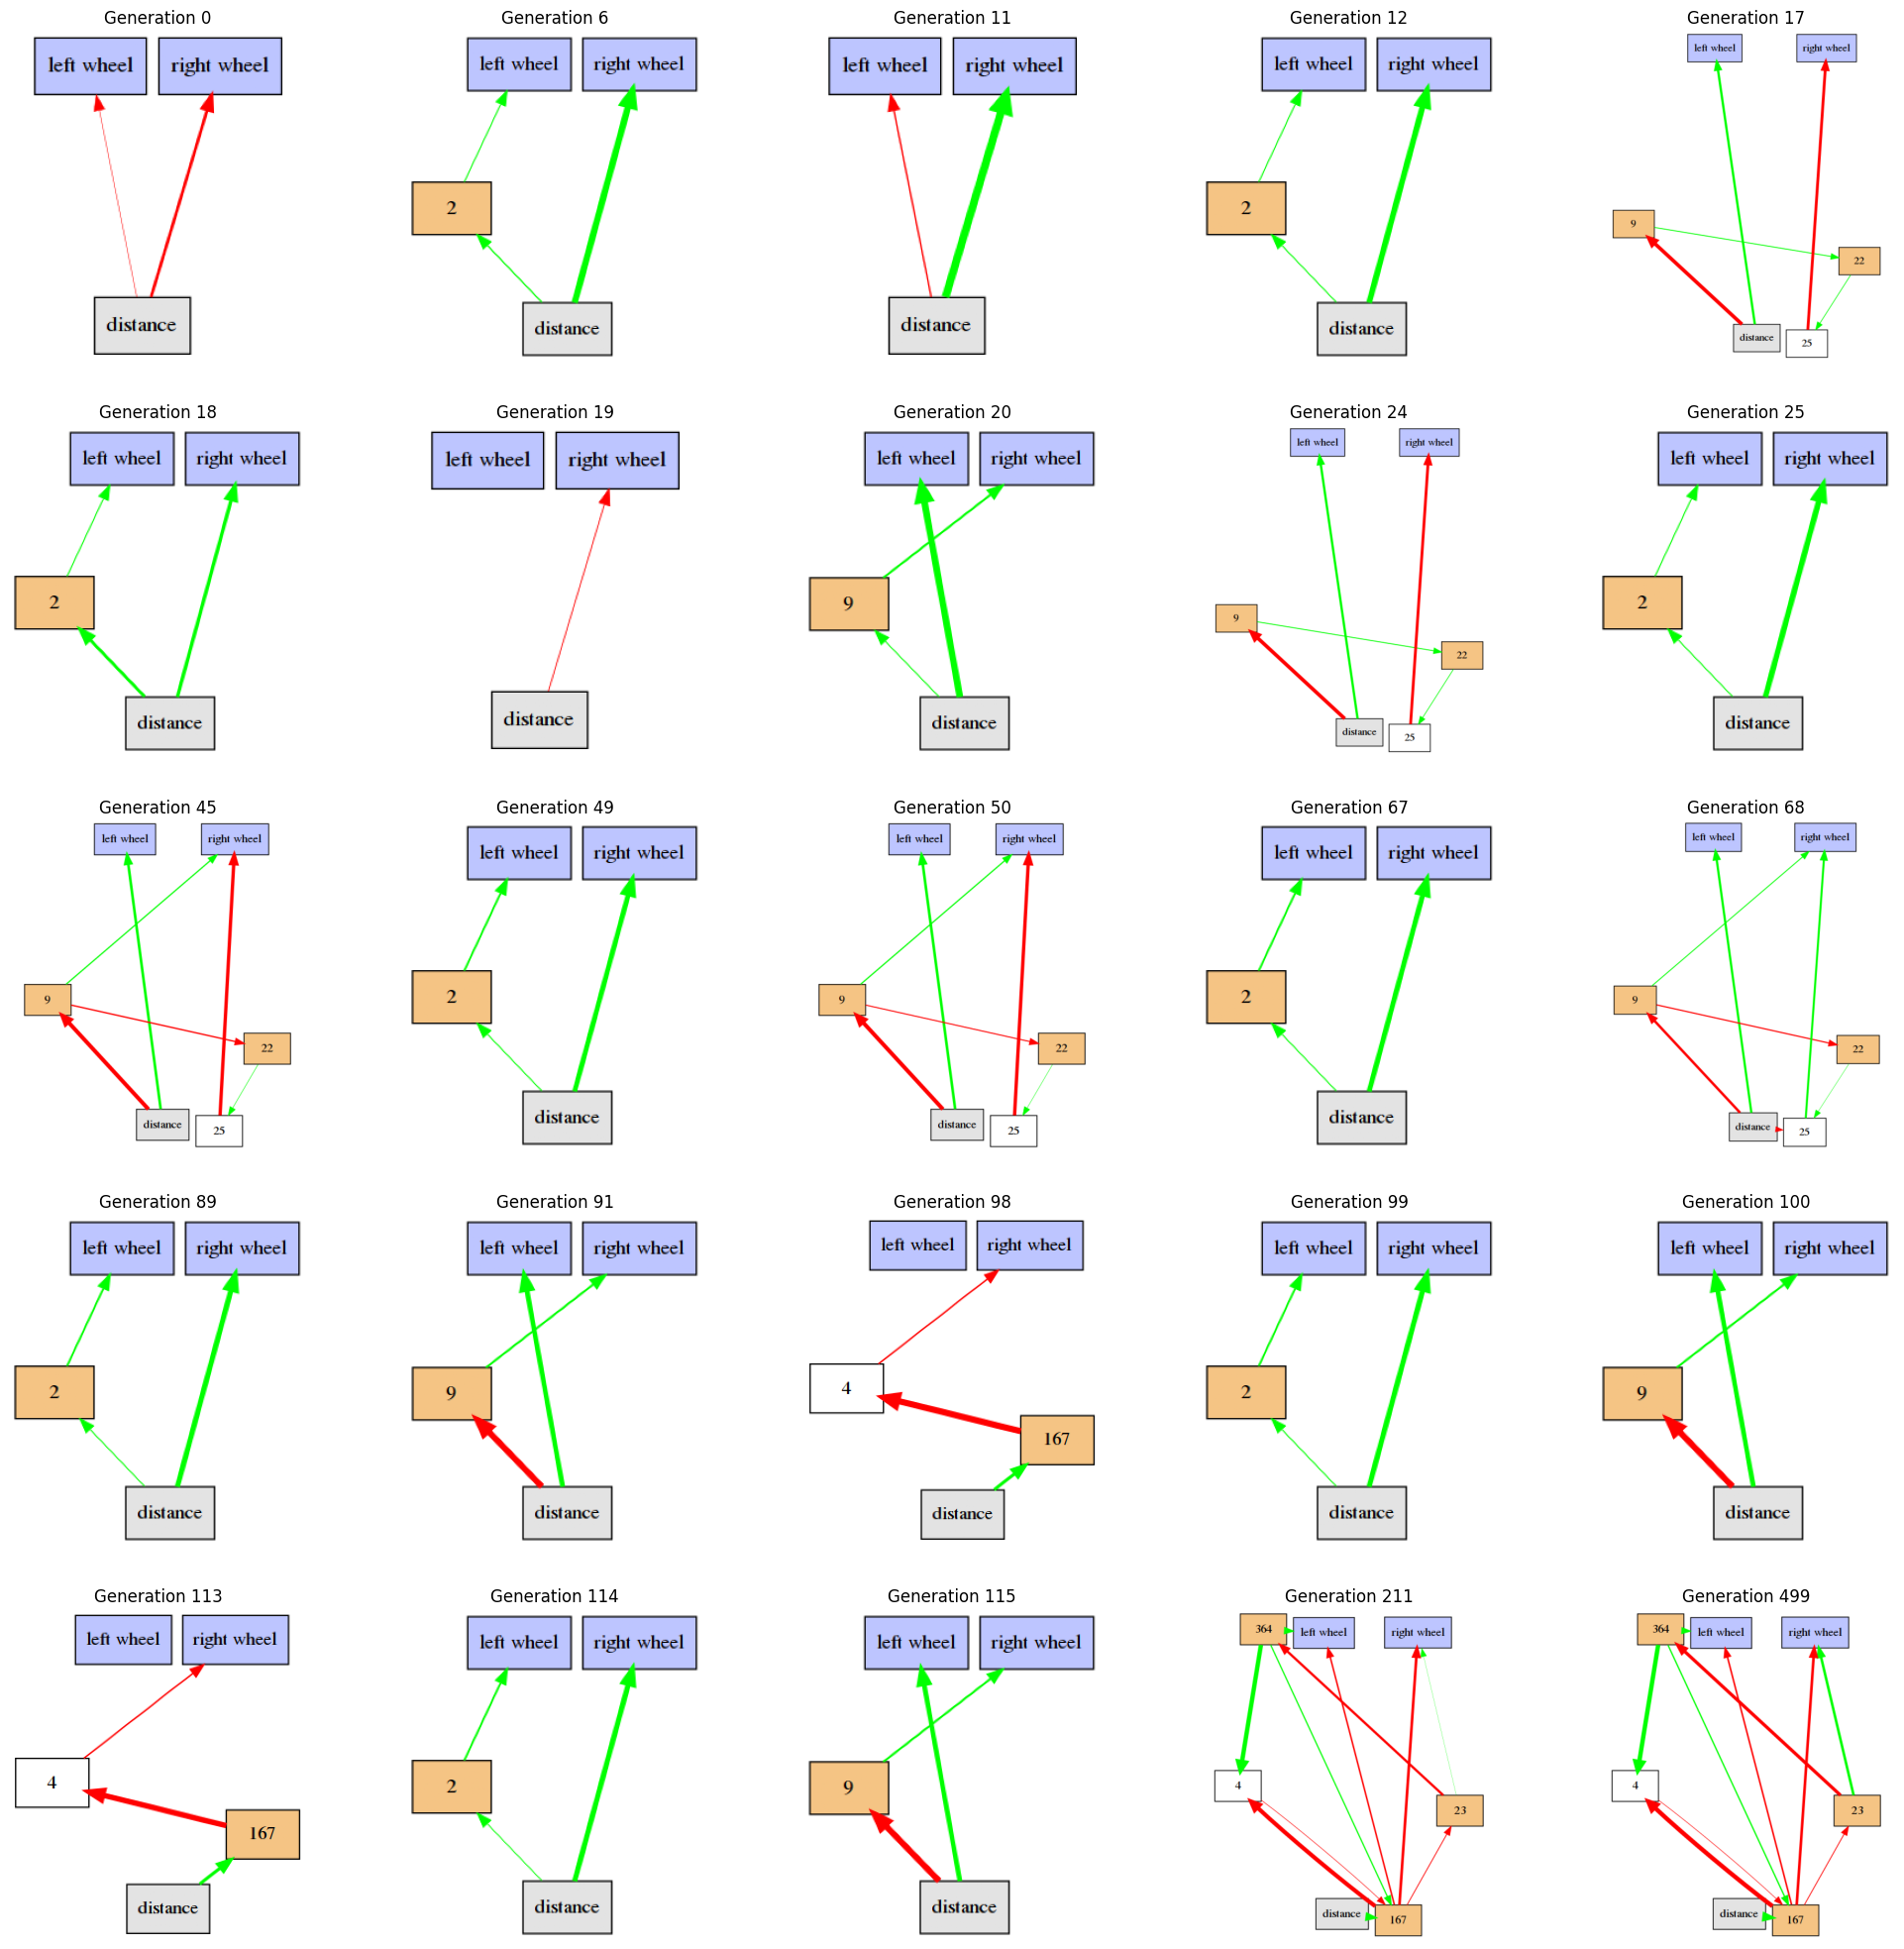 Generation 0
left wheel right wheel
distance
Generation 6
left wheel right wheel
2
distance
Generation 11
left wheel right wheel
distance
Generation 12
left wheel right wheel
2
distance
Generation 17
left wheel right wheel
9
22
distance
25
Generation 18
left wheel right wheel
2
distance
Generation 19
left wheel right wheel
distance
Generation 20
left wheel right wheel
9
distance
Generation 24
left wheel right wheel
9
22
distance
25
Generation 25
left wheel right wheel
2
distance
Generation 45
left wheel right wheel
9
22
distance
25
Generation 49
left wheel right wheel
2
distance
Generation 50
left wheel right wheel
9
22
distance
25
Generation 67
left wheel right wheel
2
distance
Generation 68
left wheel right wheel
9
22
distance
25
Generation 89
left wheel right wheel
2
distance
Generation 91
left wheel right wheel
9
distance
Generation 98
left wheel right wheel
4
167
distance
Generation 99
left wheel right wheel
2
distance
Generation 100
left wheel right wheel
9
distance
Generation 113
left wheel right wheel
4
167
distance
Generation 114
left wheel right wheel
2
distance
Generation 115
left wheel right wheel
9
distance
Generation 211
364 left wheel right wheel
4
23
distance
167
Generation 499
364 left wheel right wheel
4
23
distance
167